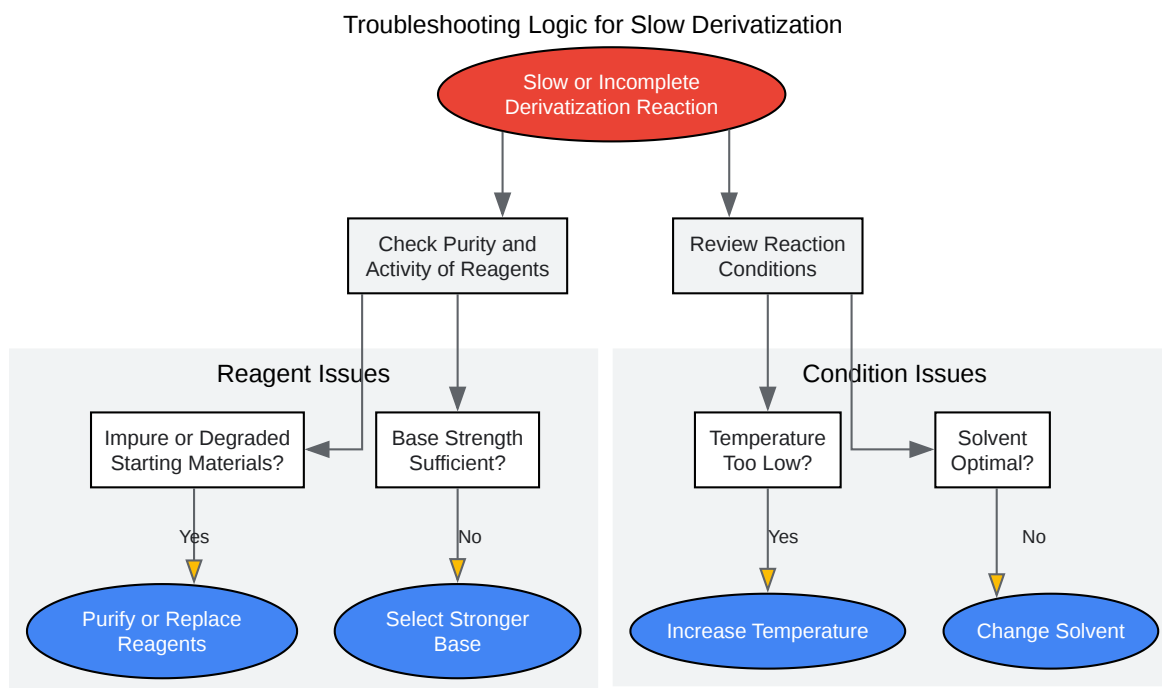 Troubleshooting Logic for Slow Derivatization
Slow or Incomplete
Derivatization Reaction
Check Purity and
Activity of Reagents
Review Reaction
Conditions
Reagent Issues
Condition Issues
Impure or Degraded
Starting Materials?
Base Strength
Sufficient?
Temperature
Too Low?
Solvent
Optimal?
Yes
No
Yes
No
Purify or Replace
Reagents
Select Stronger
Base
Increase Temperature
Change Solvent